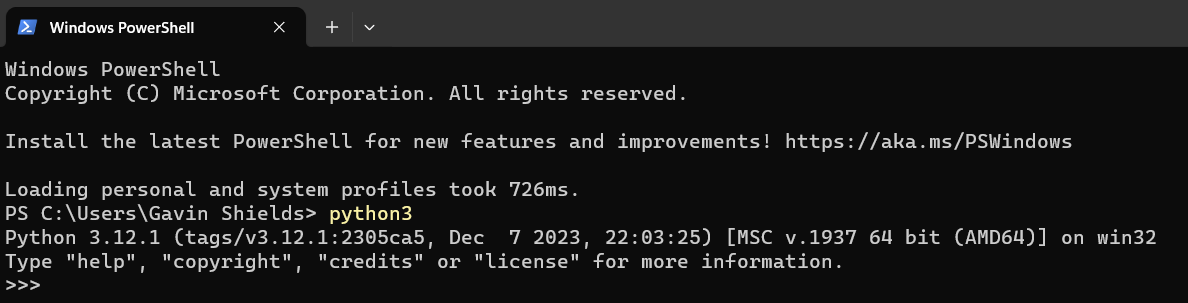 Windows PowerShell
Windows PowerShell
Copyright (C) Microsoft Corporation. All rights reserved.
Install the latest PowerShell for new features and improvements! https://aka.ms/PSWindows
Loading personal and system profiles took 726ms.
PS C:\Users\Gavin Shields> python3
Python 3.12.1 (tags/v3.12.1:2305ca5, Dec  7 2023, 22:03:25) [MSC v.1937 64 bit (AMD64)] on win32
Type "help", "copyright", "credits" or "license" for more information.
>>>